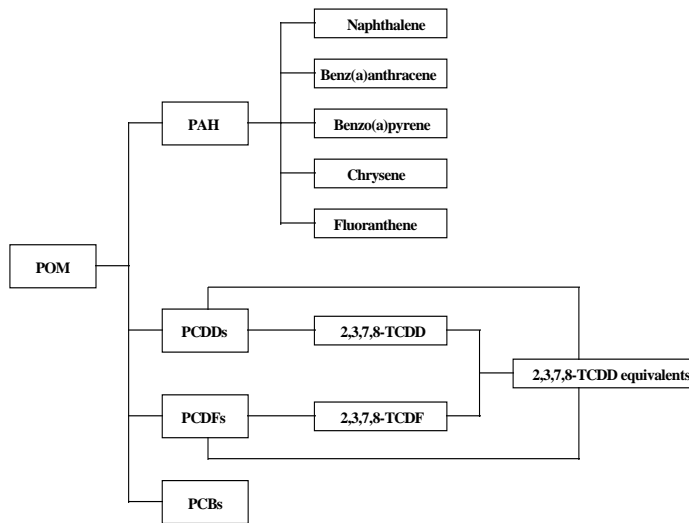 Naphthalene
Benz(a)anthracene
PAH
Benzo(a)pyrene
Chrysene
Fluoranthene
POM
PCDDs
2,3,7,8-TCDD
2,3,7,8-TCDD equivalents
PCDFs
2,3,7,8-TCDF
PCBs